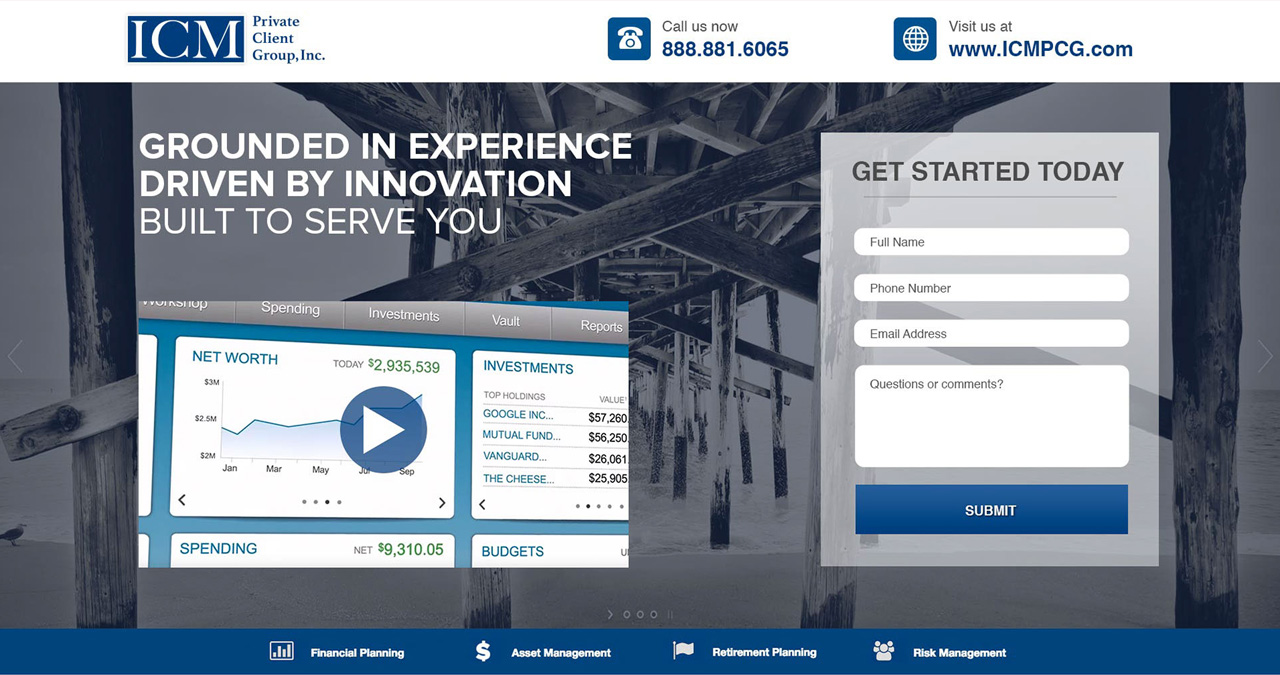 ICM
Private
Client
Group,Inc.
Call us now
888.881.6065
Visit us at
www.ICMPCG.com
GROUNDED IN EXPERIENCE
DRIVEN BY INNOVATION
BUILT TO SERVE YOU
Workshop
Spending
Investments
Vault
Reports
NET WORTH
TODAY $2,935,539
$3M
$2.5M
$2M
Jan
Mar
May
Jul
Sep
INVESTMENTS
TOP HOLDINGS
VALUE
GOOGLE INC...
$57,260
MUTUAL FUND...
$56,250
VANGUARD...
$26,061
THE CHEESE...
$25,905
SPENDING
NET $9,310.05
BUDGETS
GET STARTED TODAY
Full Name
Phone Number
Email Address
Questions or comments?
SUBMIT
Financial Planning
$
Asset Management
Retirement Planning
Risk Management